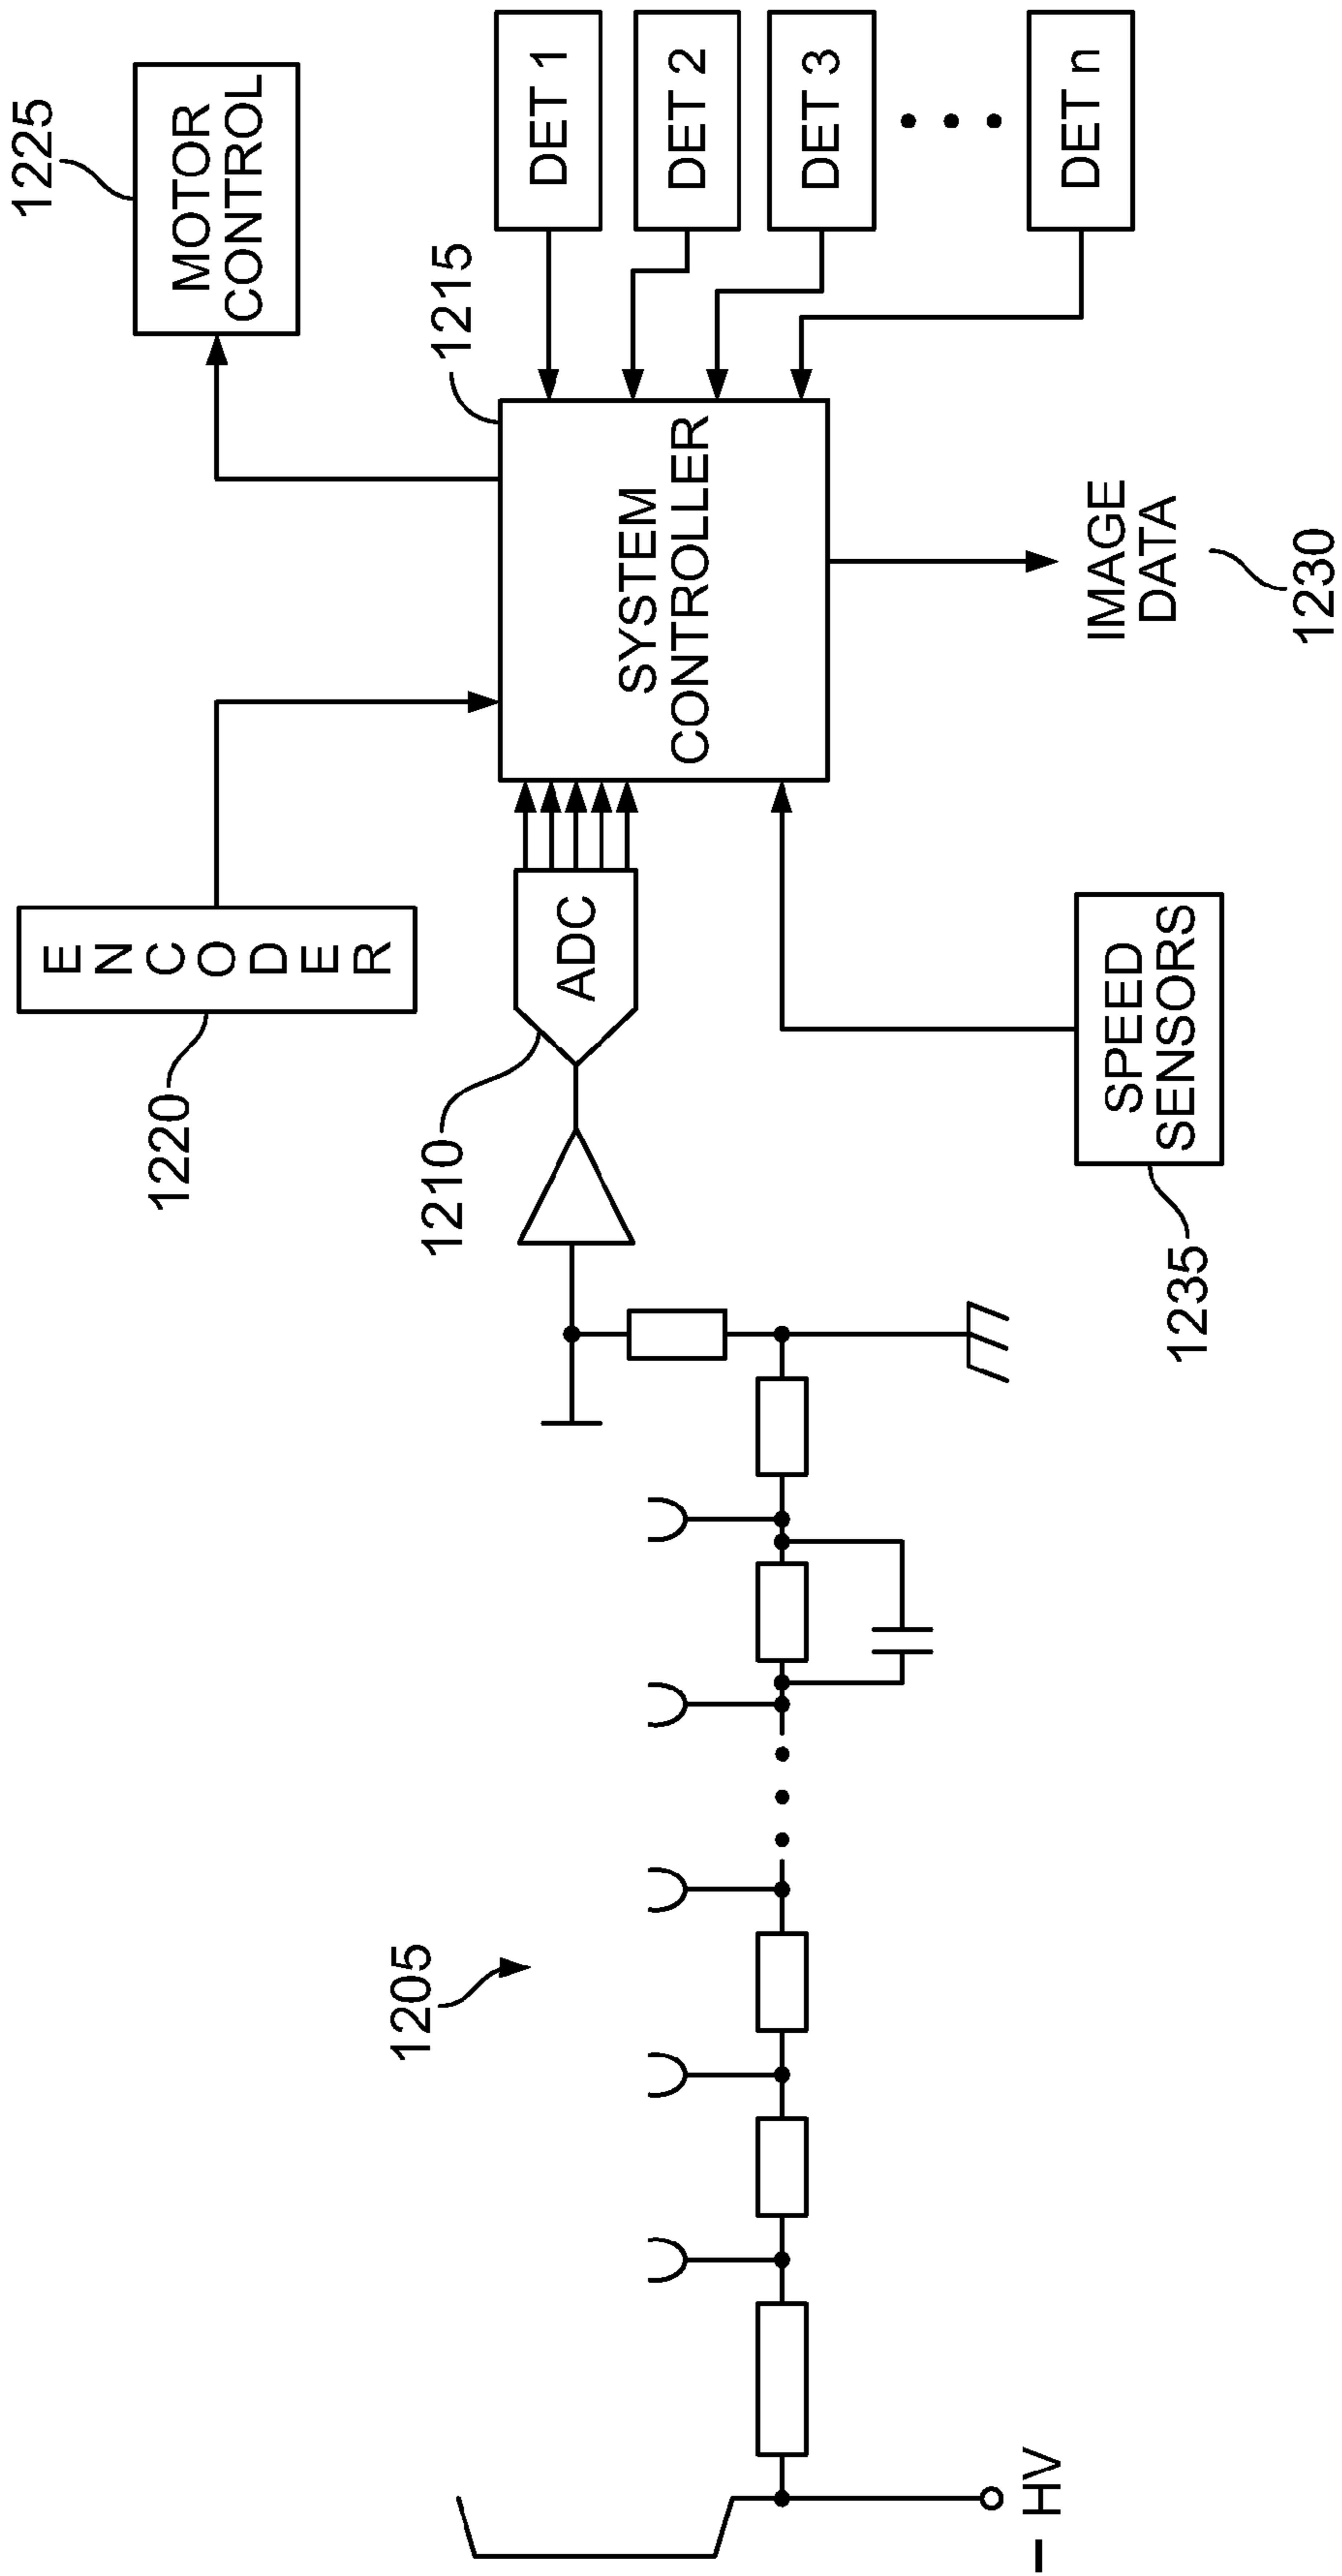 1225
MOTOR
CONTROL
1215
DET 1
DET 2
DET 3
DET n
SYSTEM
CONTROLLER
IMAGE
DATA
1230
ENCODER
1220
ADC
1210
SPEED
SENSORS
1235
1205
– HV